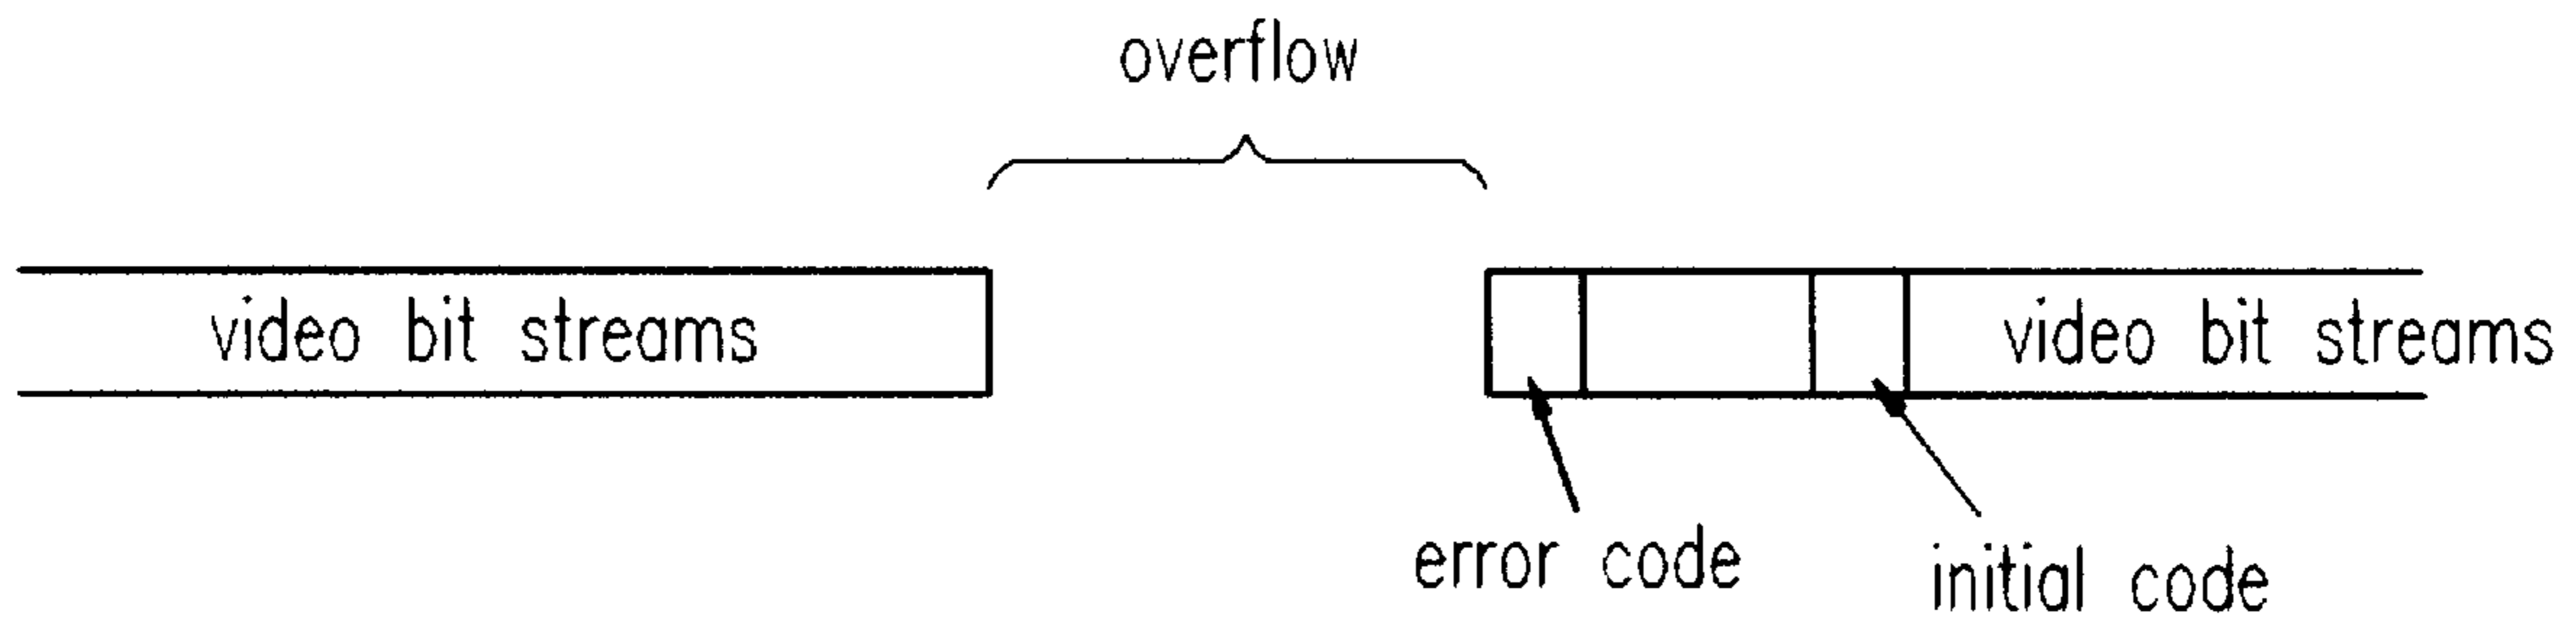 overflow
video bit streams
video bit streams
error code
initial code